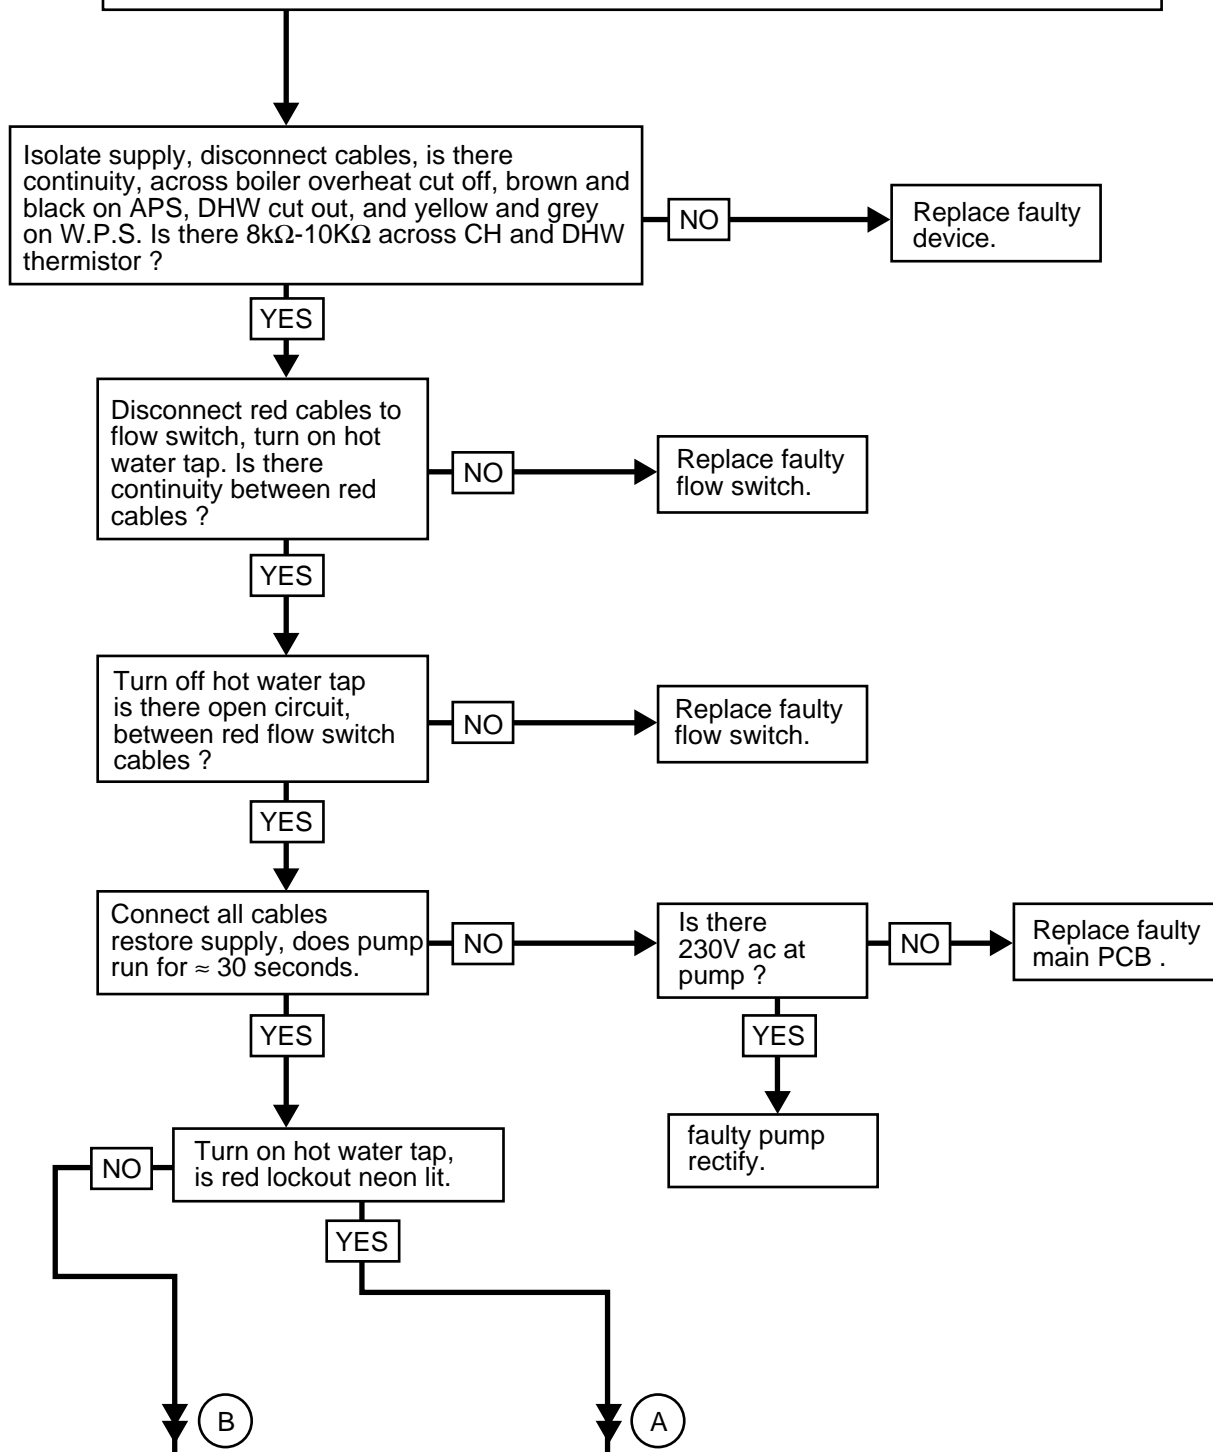 Isolate supply, disconnect cables, is there
continuity, across boiler overheat cut off, brown and
black on APS, DHW cut out, and yellow and grey
on W.P.S. Is there 8kΩ-10KΩ across CH and DHW
thermistor ?
NO
Replace faulty
device.
YES
Disconnect red cables to
flow switch, turn on hot
water tap. Is there
continuity between red
cables ?
NO
Replace faulty
flow switch.
YES
Turn off hot water tap
is there open circuit,
between red flow switch
cables ?
NO
Replace faulty
flow switch.
YES
Connect all cables
restore supply, does pump
run for ≈ 30 seconds.
NO
Is there
230V ac at
pump ?
NO
Replace faulty
main PCB .
YES
YES
faulty pump
rectify.
Turn on hot water tap,
is red lockout neon lit.
NO
YES
B
A